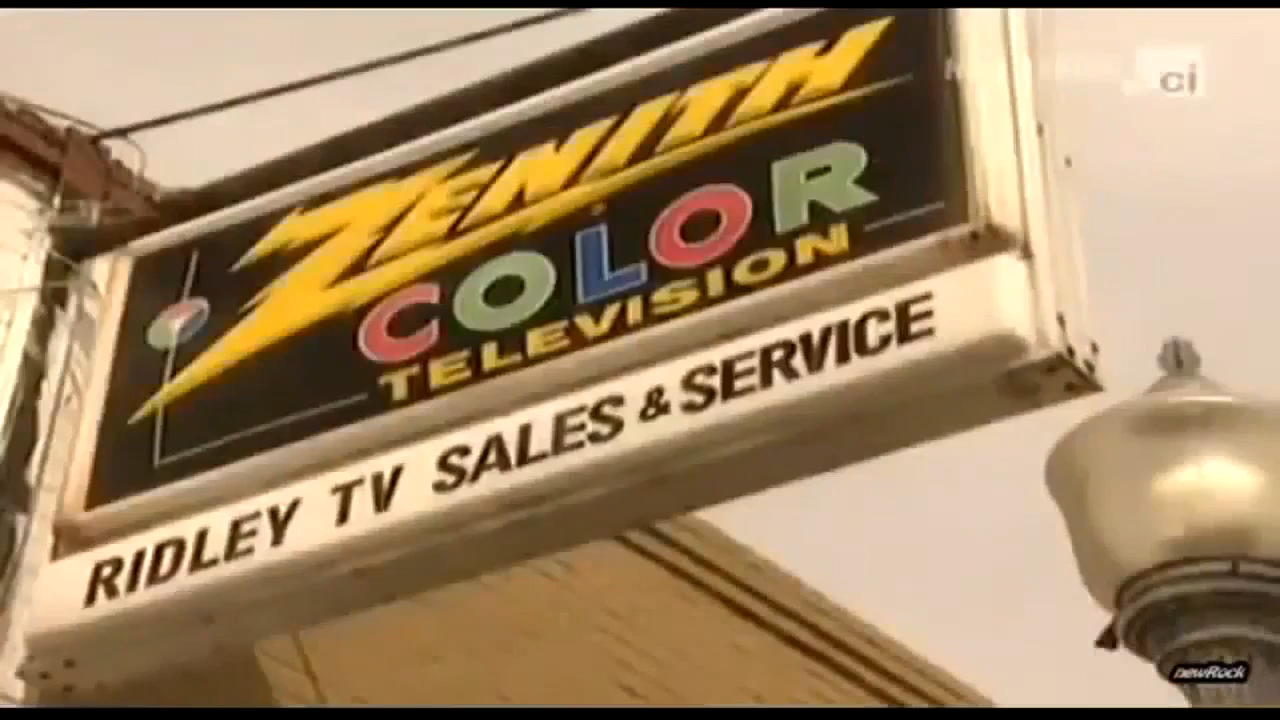 ci
ZENITH
COLOR
TELEVISION
RIDLEY TV SALES & SERVICE
newRock